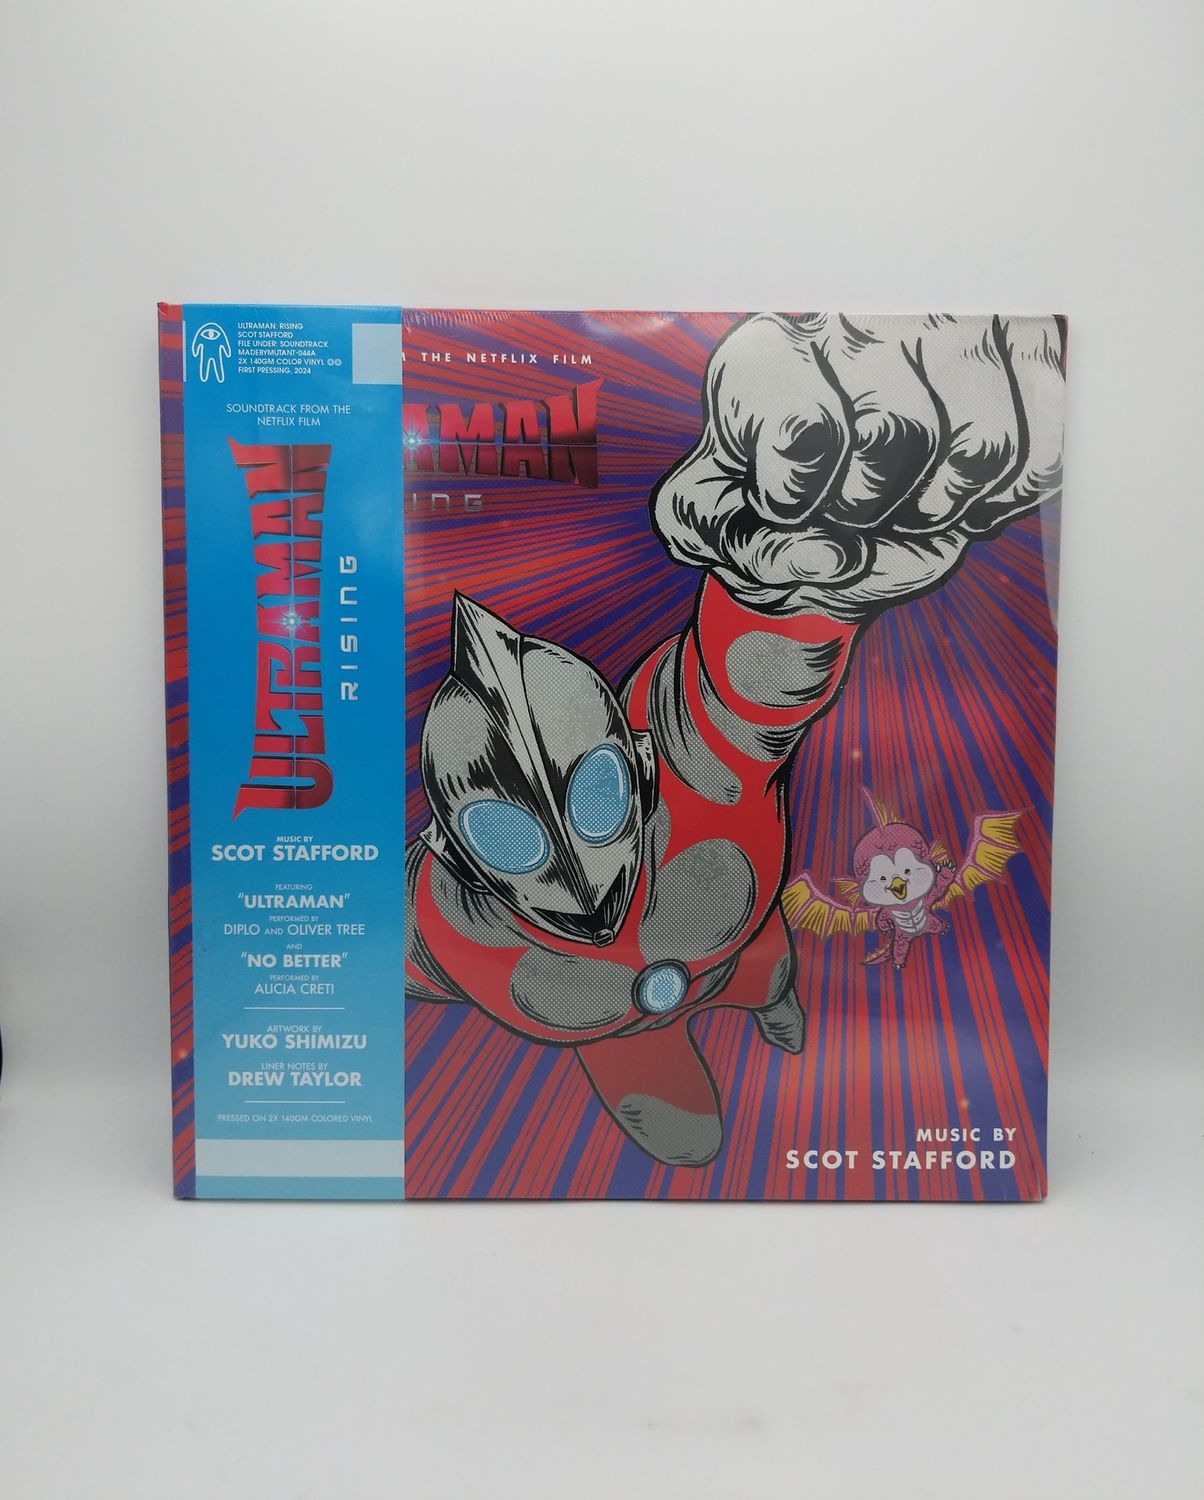 ULTRAMAN: RISING
SCOT STAFFORD
FILE UNDER: SOUNDTRACK
MADEBYMUTANT-044A
2X 140GM COLOR VINYL
FIRST PRESSING, 2024
SOUNDTRACK FROM THE
NETFLIX FILM
ULTRAMAN
RISING
MUSIC BY
SCOT STAFFORD
FEATURING
"ULTRAMAN"
PERFORMED BY
DIPLO AND OLIVER TREE
AND
"NO BETTER"
PERFORMED BY
ALICIA CRETI
ARTWORK BY
YUKO SHIMIZU
LINER NOTES BY
DREW TAYLOR
PRESSED ON 2X 140GM COLORED VINYL
M THE NETFLIX FILM
AMAN
ING
MUSIC BY
SCOT STAFFORD